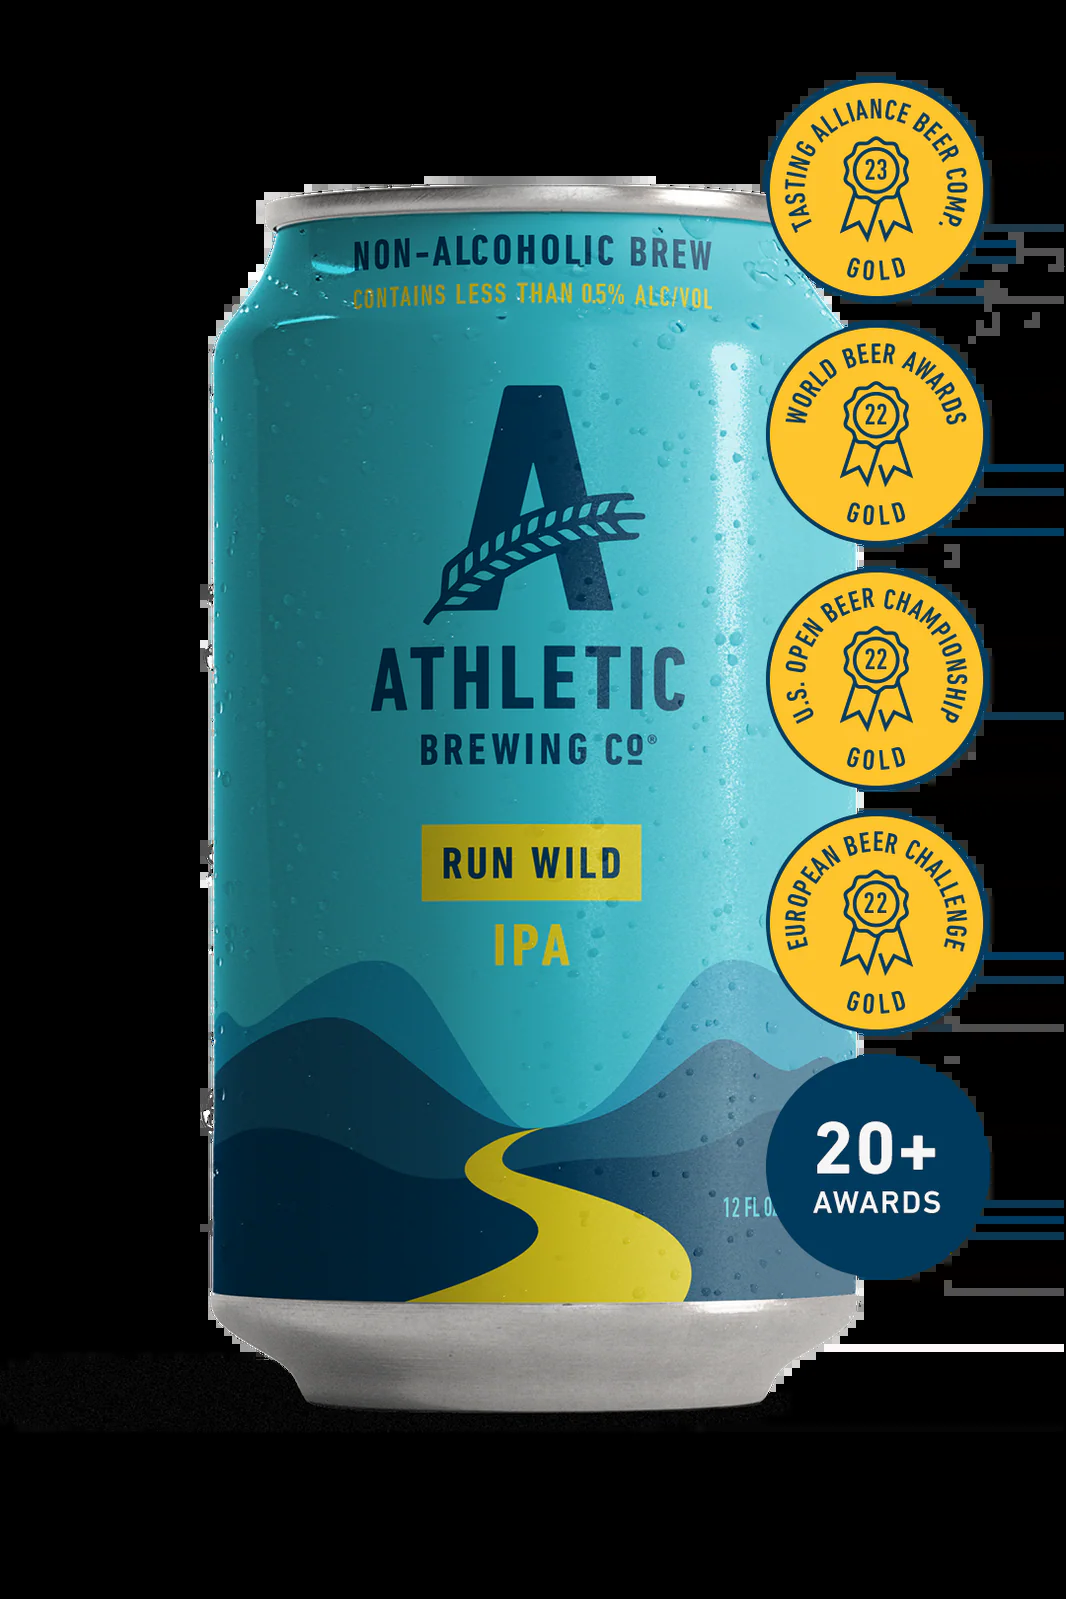 NON-ALCOHOLIC BREW
CONTAINS LESS THAN 0.5% ALC/VOL
A
ATHLETIC
BREWING Cº®
RUN WILD
IPA
12 FL
TASTING ALLIANCE BEER COMP.
23
GOLD
WORLD BEER AWARDS
22
GOLD
U.S. OPEN BEER CHAMPIONSHIP
22
GOLD
EUROPEAN BEER CHALLENGE
22
GOLD
20+
AWARDS